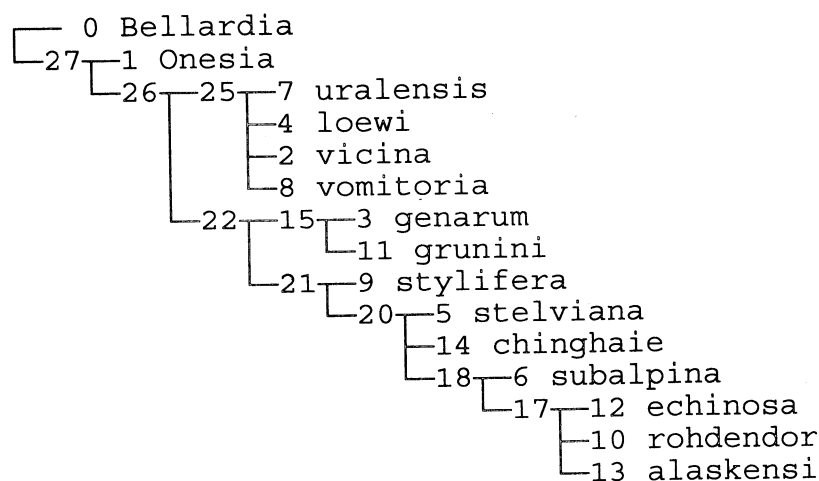 0 Bellardia
27 1 Onesia
26 25 7 uralensis
4 loewi
2 vicina
8 vomitoria
22 15 3 genarum
11 grunini
21 9 stylifera
20 5 stelviana
14 chinghaie
18 6 subalpina
17 12 echinosa
10 rohdendor
13 alaskensi